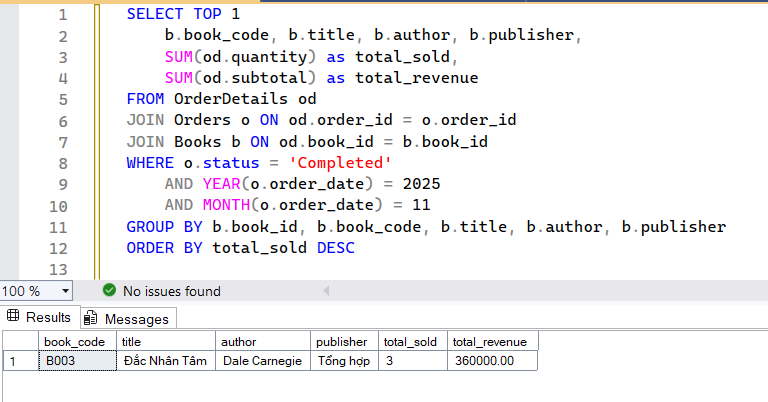 1 SELECT TOP 1
2 b.book_code, b.title, b.author, b.publisher,
3 SUM(od.quantity) as total_sold,
4 SUM(od.subtotal) as total_revenue
5 FROM OrderDetails od
6 JOIN Orders o ON od.order_id = o.order_id
7 JOIN Books b ON od.book_id = b.book_id
8 WHERE o.status = 'Completed'
9 AND YEAR(o.order_date) = 2025
10 AND MONTH(o.order_date) = 11
11 GROUP BY b.book_id, b.book_code, b.title, b.author, b.publisher
12 ORDER BY total_sold DESC
13
100 % No issues found
Results Messages
book_code title author publisher total_sold total_revenue
1 B003 Đắc Nhân Tâm Dale Carnegie Tổng hợp 3 360000.00